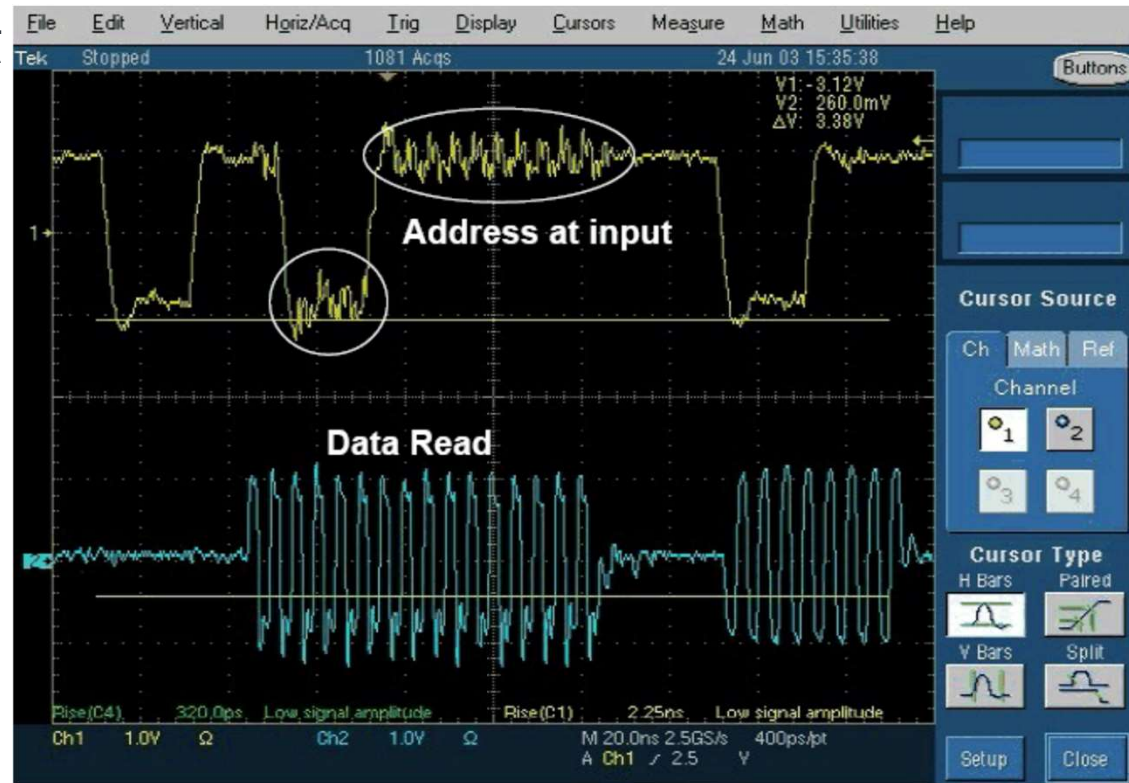 File Edit Vertical Horiz/Acq Trig Display Cursors Measure Math Utilities Help
Tek Stopped 1081 Acqs 24 Jun 03 15:35:38
Buttons
V1: -3.12V
V2: 260.0mV
ΔV: 3.38V
1
Address at input
Cursor Source
Ch Math Ref
Channel
1 2
3 4
Data Read
2
Cursor Type
H Bars Paired
V Bars Split
Rise(C4) 320.0ps Low signal amplitude Rise(C1) 2.25ns Low signal amplitude
Ch1 1.0V Ω Ch2 1.0V Ω M 20.0ns 2.5GS/s 400ps/pt
A Ch1 / 2.5 V
Setup Close